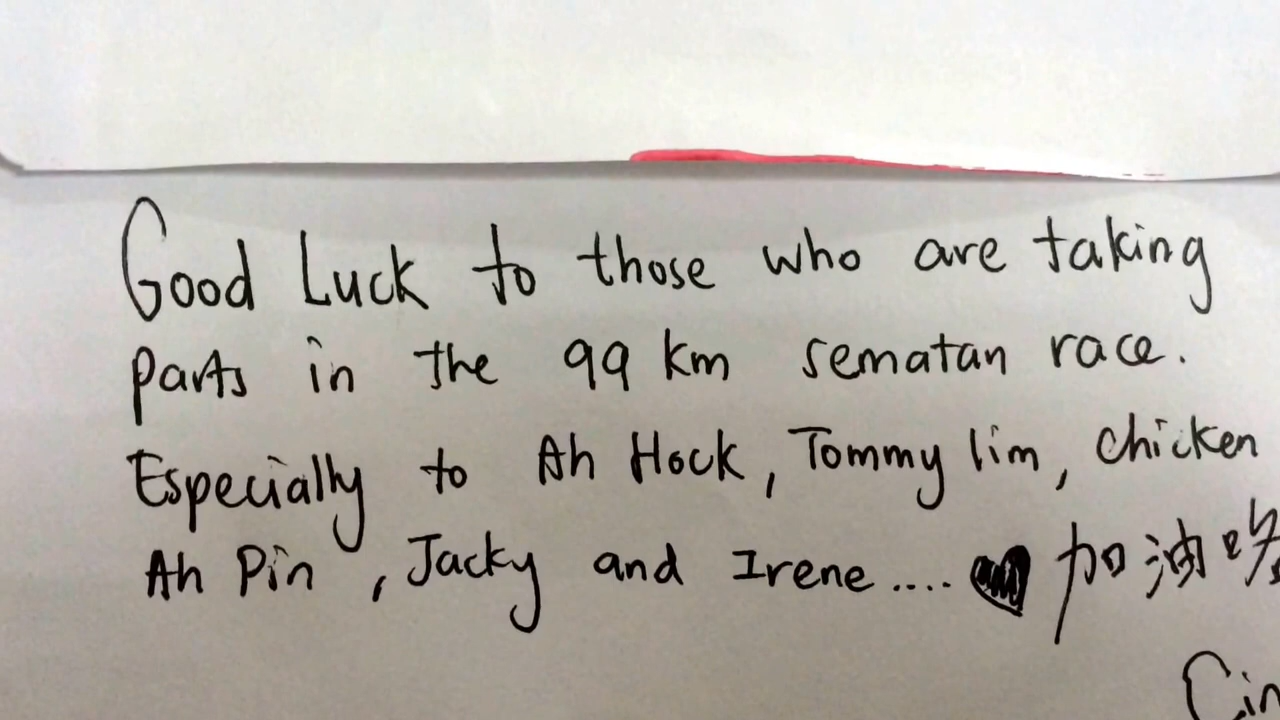 Good Luck to those who are taking
parts in the 99 km sematan race.
Especially to Ah Hock, Tommy lim, chicken
Ah Pin , Jacky and Irene .... 加油